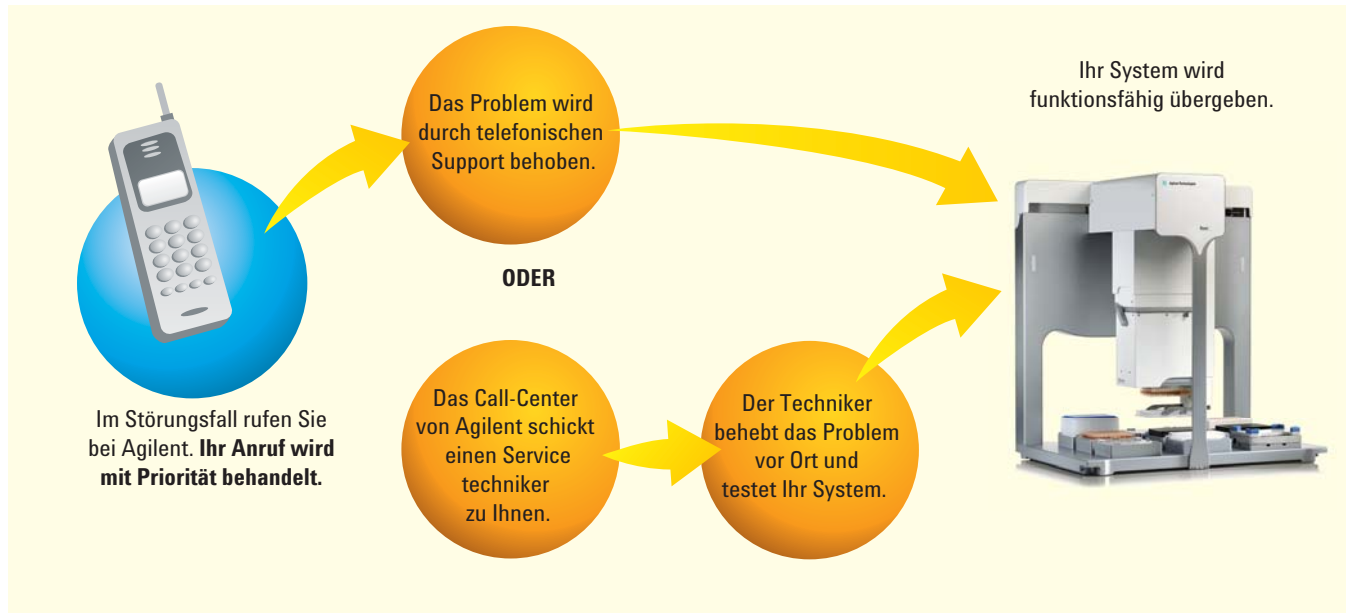 Im Störungsfall rufen Sie
bei Agilent. Ihr Anruf wird
mit Priorität behandelt.
Das Problem wird
durch telefonischen
Support behoben.
ODER
Das Call-Center
von Agilent schickt
einen Service
techniker
zu Ihnen.
Der Techniker
behebt das Problem
vor Ort und
testet Ihr System.
Ihr System wird
funktionsfähig übergeben.
Agilent Technologies